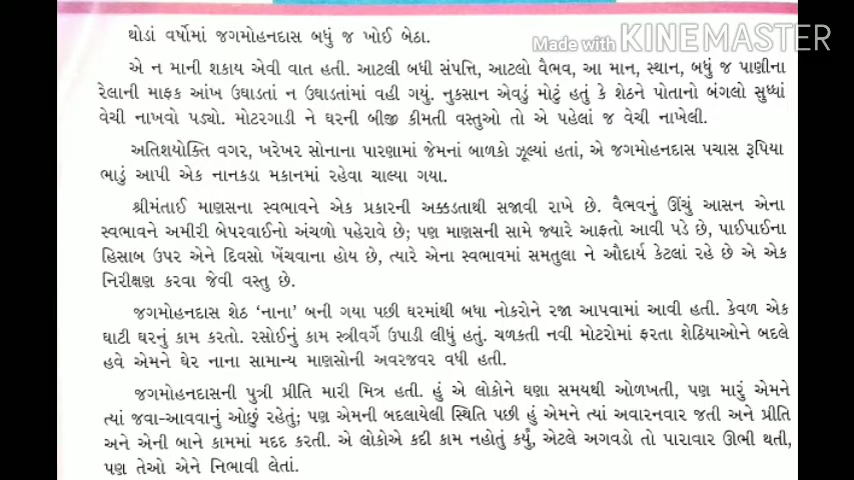 થોડાં વર્ષોમાં જગમોહનદાસ બધું જ ખોઈ બેઠા.
Made with KINEMASTER
એ ન માની શકાય એવી વાત હતી. આટલી બધી સંપત્તિ, આટલો વૈભવ, આ માન, સ્થાન, બધું જ પાણીના
રેલાની માફક આંખ ઉઘાડતાં ન ઉઘાડતાંમાં વહી ગયું. નુકસાન એવડું મોટું હતું કે શેઠને પોતાનો બંગલો સુધ્ધાં
વેચી નાખવો પડ્યો. મોટરગાડી ને ઘરની બીજી કીમતી વસ્તુઓ તો એ પહેલાં જ વેચી નાખેલી.
અતિશયોક્તિ વગર, ખરેખર સોનાના પારણામાં જેમનાં બાળકો ઝૂલ્યાં હતાં, એ જગમોહનદાસ પચાસ રૂપિયા
ભાડું આપી એક નાનકડા મકાનમાં રહેવા ચાલ્યા ગયા.
શ્રીમંતાઈ માણસના સ્વભાવને એક પ્રકારની અક્કડતાથી સજાવી રાખે છે. વૈભવનું ઊંચું આસન એના
સ્વભાવને અમીરી બેપરવાઈનો અંચળો પહેરાવે છે; પણ માણસની સામે જ્યારે આફતો આવી પડે છે, પાઈપાઈના
હિસાબ ઉપર એને દિવસો ખેંચવાના હોય છે, ત્યારે એના સ્વભાવમાં સમતુલા ને ઔદાર્ય કેટલાં રહે છે એ એક
નિરીક્ષણ કરવા જેવી વસ્તુ છે.
જગમોહનદાસ શેઠ ‘નાના’ બની ગયા પછી ઘરમાંથી બધા નોકરોને રજા આપવામાં આવી હતી. કેવળ એક
ઘાટી ઘરનું કામ કરતો. રસોઈનું કામ સ્ત્રીવર્ગે ઉપાડી લીધું હતું. ચળકતી નવી મોટરોમાં ફરતા શેઠિયાઓને બદલે
હવે એમને ઘેર નાના સામાન્ય માણસોની અવરજવર વધી હતી.
જગમોહનદાસની પુત્રી પ્રીતિ મારી મિત્ર હતી. હું એ લોકોને ઘણા સમયથી ઓળખતી, પણ મારું એમને
ત્યાં જવા-આવવાનું ઓછું રહેતું; પણ એમની બદલાયેલી સ્થિતિ પછી હું એમને ત્યાં અવારનવાર જતી અને પ્રીતિ
અને એની બાને કામમાં મદદ કરતી. એ લોકોએ કદી કામ નહોતું કર્યું, એટલે અગવડો તો પારાવાર ઊભી થતી,
પણ તેઓ એને નિભાવી લેતાં.